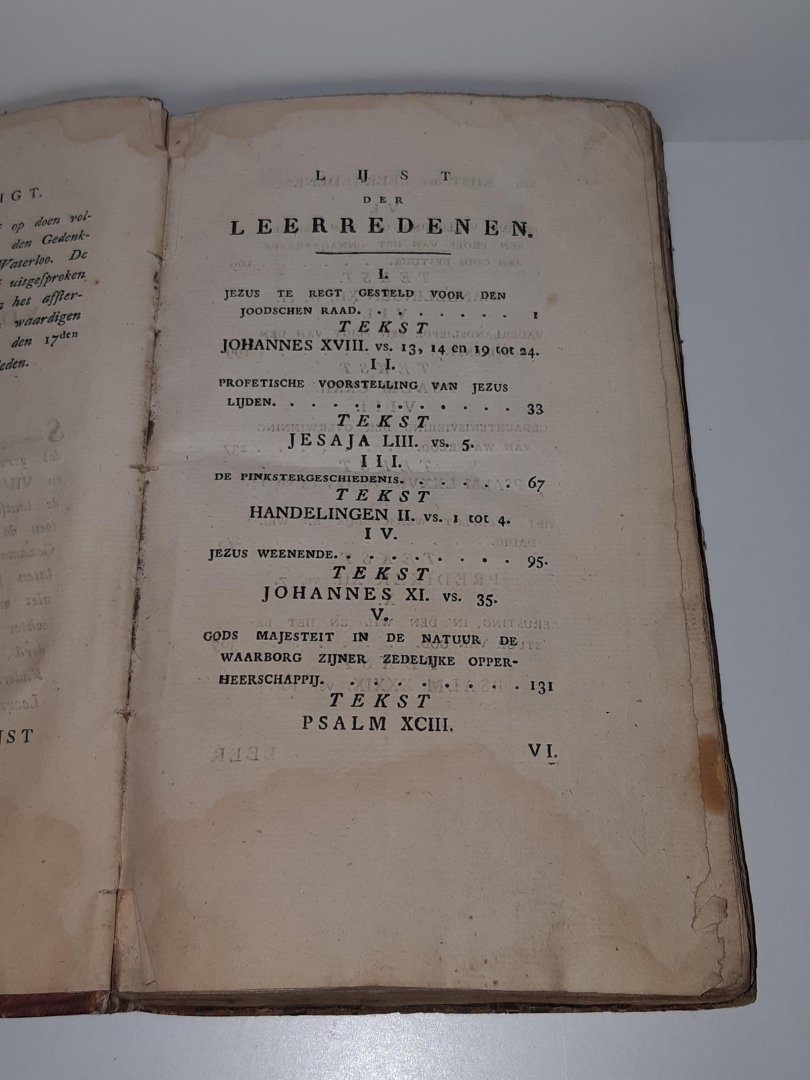 IGT.
op doen vol-
den Gedenk-
Waterloo. De
uitgesproken
het affter-
waardigen
den 17den
eden.
NST
LIJST
DER
LEERREDENEN.
I.
JEZUS TE REGT GESTELD VOOR DEN
JOODSCHEN RAAD. . . . . . . . 1
TEKST
JOHANNES XVIII. vs. 13, 14 en 19 tot 24.
II.
PROFETISCHE VOORSTELLING VAN JEZUS
LIJDEN. . . . . . . . . . . . 33
TEKST
JESAJA LIII. vs. 5.
III.
DE PINKSTERGESCHIEDENIS. . . . . . 67
TEKST
HANDELINGEN II. vs. 1 tot 4.
IV.
JEZUS WEENENDE. . . . . . . . . 95.
TEKST
JOHANNES XI. vs. 35.
V.
GODS MAJESTEIT IN DE NATUUR DE
WAARBORG ZIJNER ZEDELIJKE OPPER-
HEERSCHAPPIJ. . . . . . . . . 131
TEKST
PSALM XCIII.
VI.